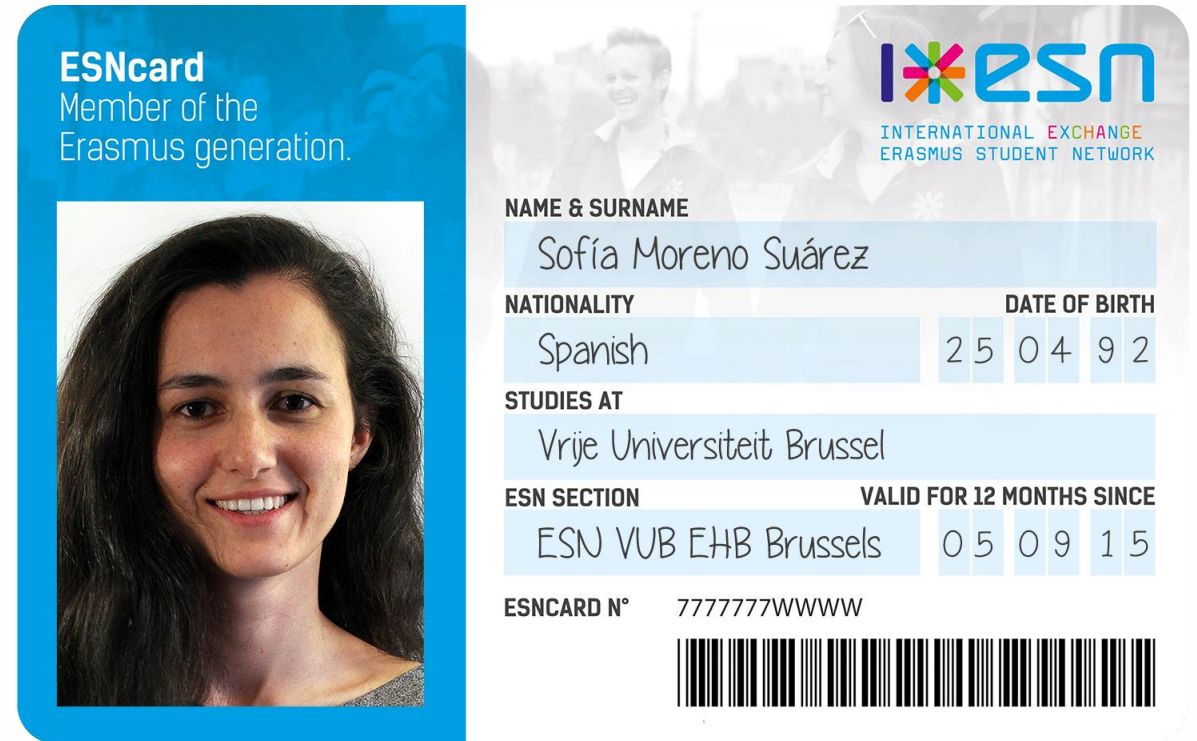 ESNcard
Member of the
Erasmus generation.
esn
INTERNATIONAL EXCHANGE
ERASMUS STUDENT NETWORK
NAME & SURNAME
Sofía Moreno Suárez
NATIONALITY DATE OF BIRTH
Spanish 25 04 92
STUDIES AT
Vrije Universiteit Brussel
ESN SECTION VALID FOR 12 MONTHS SINCE
ESN VUB EHB Brussels 05 09 15
ESNCARD N° 7777777WWWW